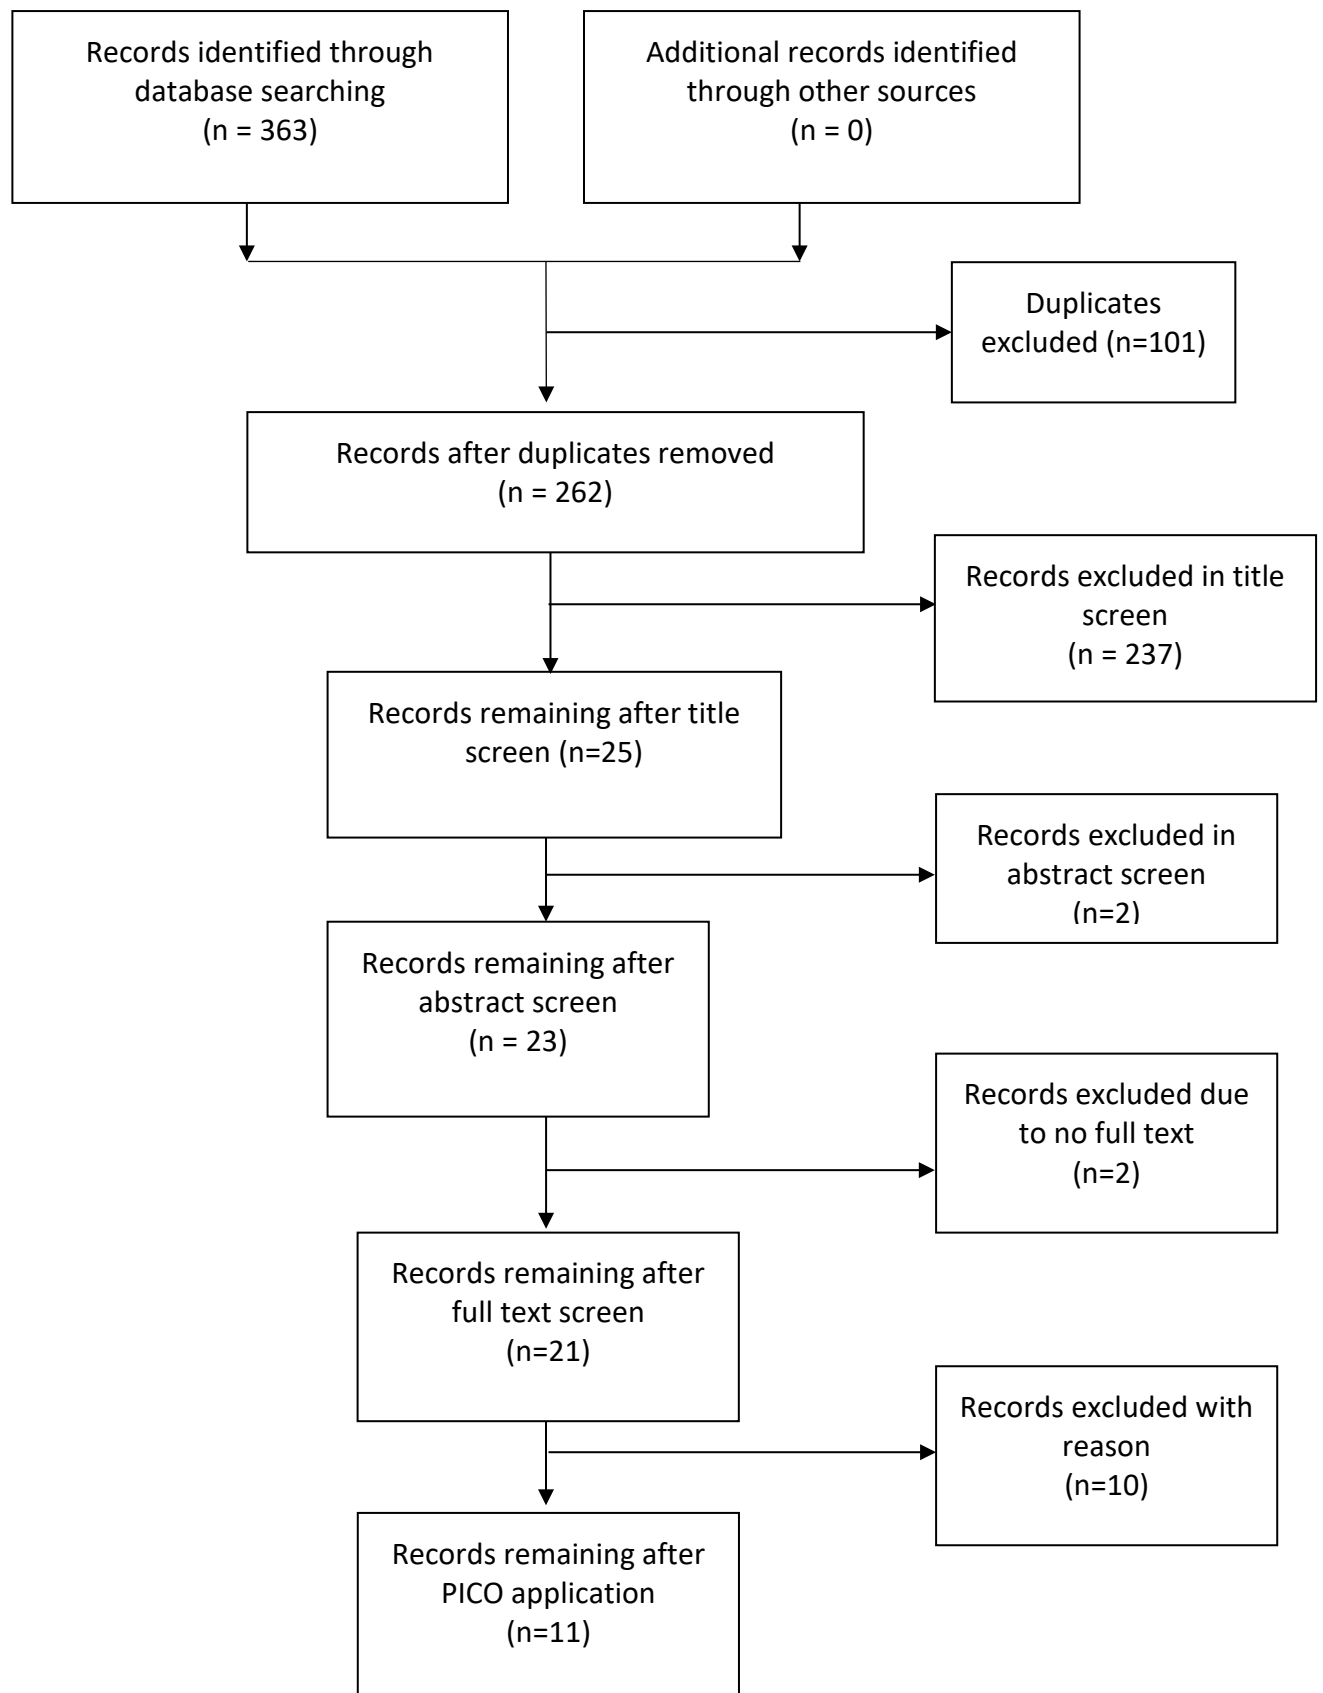 Records identified through
database searching
(n = 363)
Additional records identified
through other sources
(n = 0)
Duplicates
excluded (n=101)
Records after duplicates removed
(n = 262)
Records excluded in title
screen
(n = 237)
Records remaining after title
screen (n=25)
Records excluded in
abstract screen
(n=2)
Records remaining after
abstract screen
(n = 23)
Records excluded due
to no full text
(n=2)
Records remaining after
full text screen
(n=21)
Records excluded with
reason
(n=10)
Records remaining after
PICO application
(n=11)